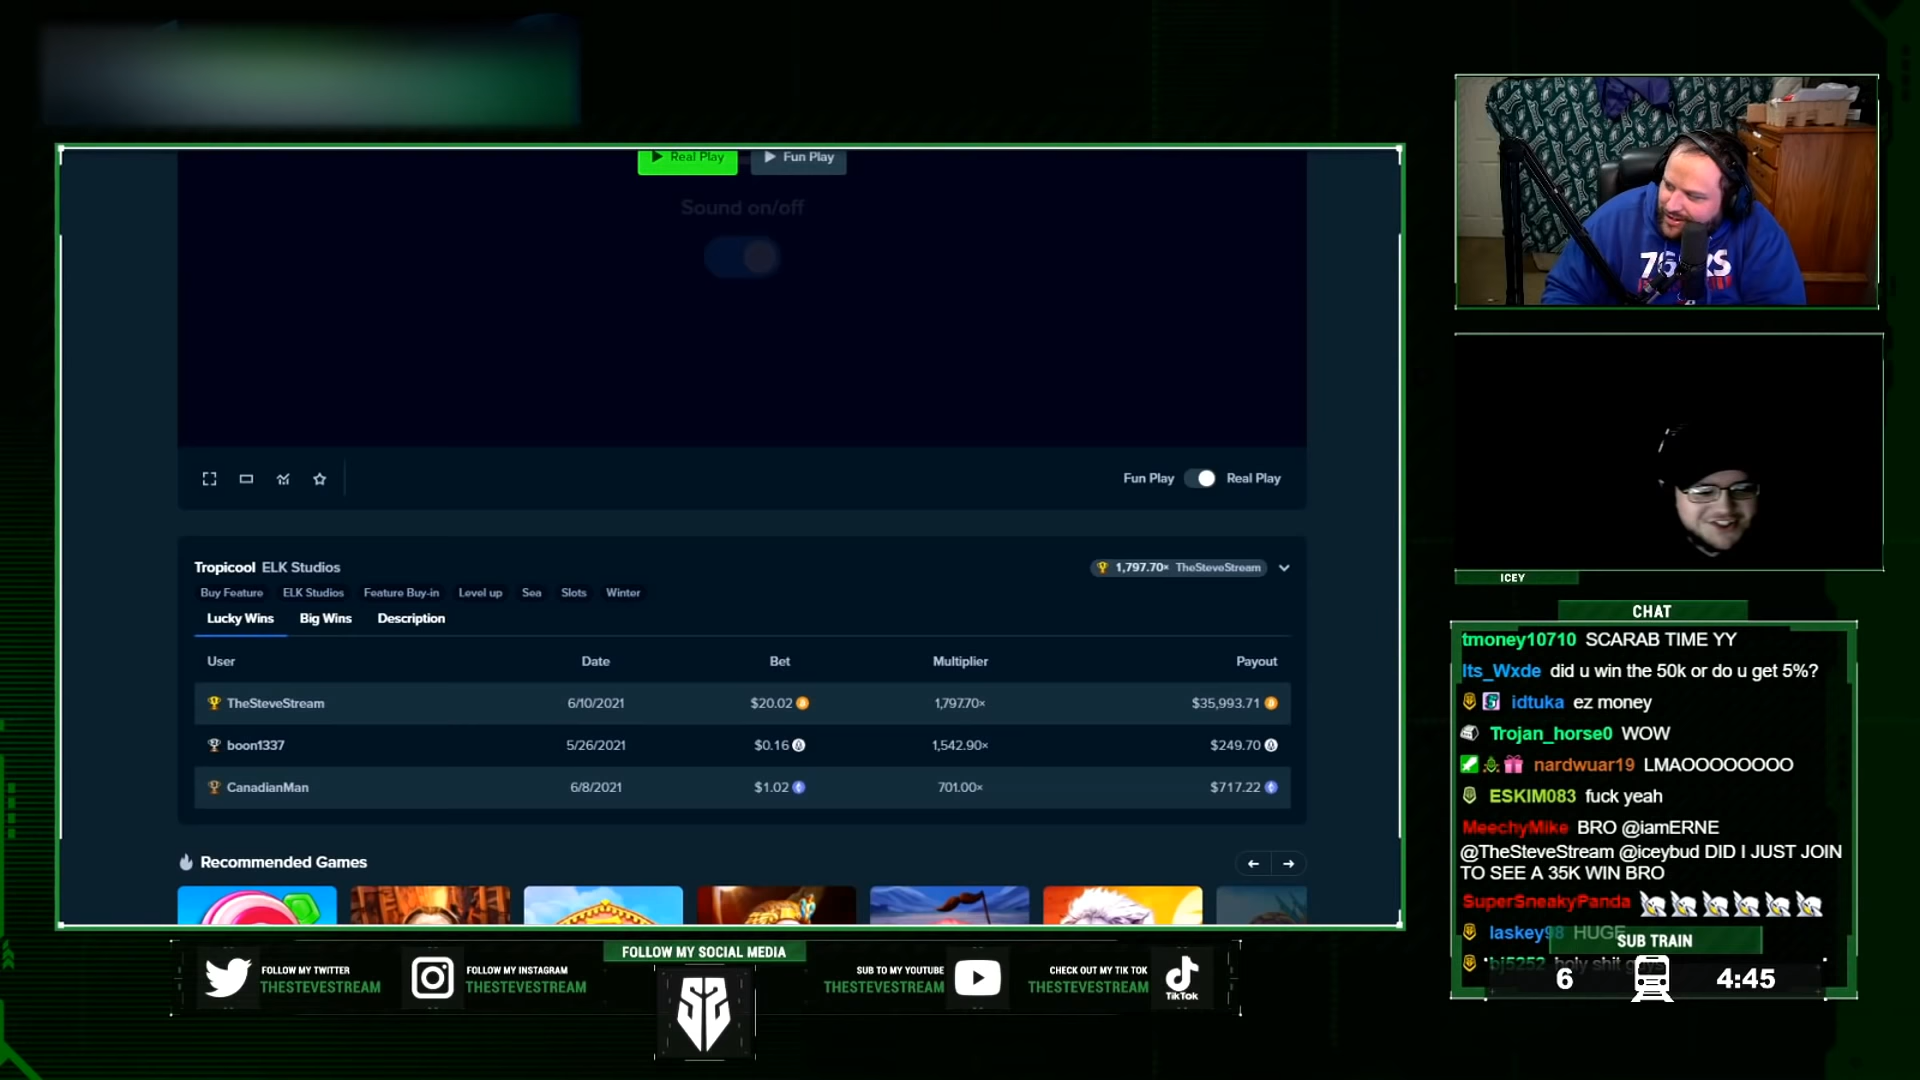 Real Play
Fun Play
Sound on/off
Fun Play
Real Play
Tropicool ELK Studios
1,797.70× TheSteveStream
Buy Feature ELK Studios Feature Buy-in Level up Sea Slots Winter
Lucky Wins Big Wins Description
User Date Bet Multiplier Payout
TheSteveStream 6/10/2021 $20.02 1,797.70× $35,993.71
boon1337 5/26/2021 $0.16 1,542.90× $249.70
CanadianMan 6/8/2021 $1.02 701.00× $717.22
Recommended Games
FOLLOW MY SOCIAL MEDIA
FOLLOW MY TWITTER
THESTEVESTREAM
FOLLOW MY INSTAGRAM
THESTEVESTREAM
SUB TO MY YOUTUBE
THESTEVESTREAM
CHECK OUT MY TIK TOK
THESTEVESTREAM
TikTok
ICEY
CHAT
tmoney10710 SCARAB TIME YY
Its_Wxde did u win the 50k or do u get 5%?
idtuka ez money
Trojan_horse0 WOW
nardwuar19 LMAOOOOOOOO
ESKIM083 fuck yeah
MeechyMike BRO @iamERNE
@TheSteveStream @iceybud DID I JUST JOIN
TO SEE A 35K WIN BRO
SuperSneakyPanda
laskey98 HUGE
SUB TRAIN
bj5252 holy shit guys
6 4:45